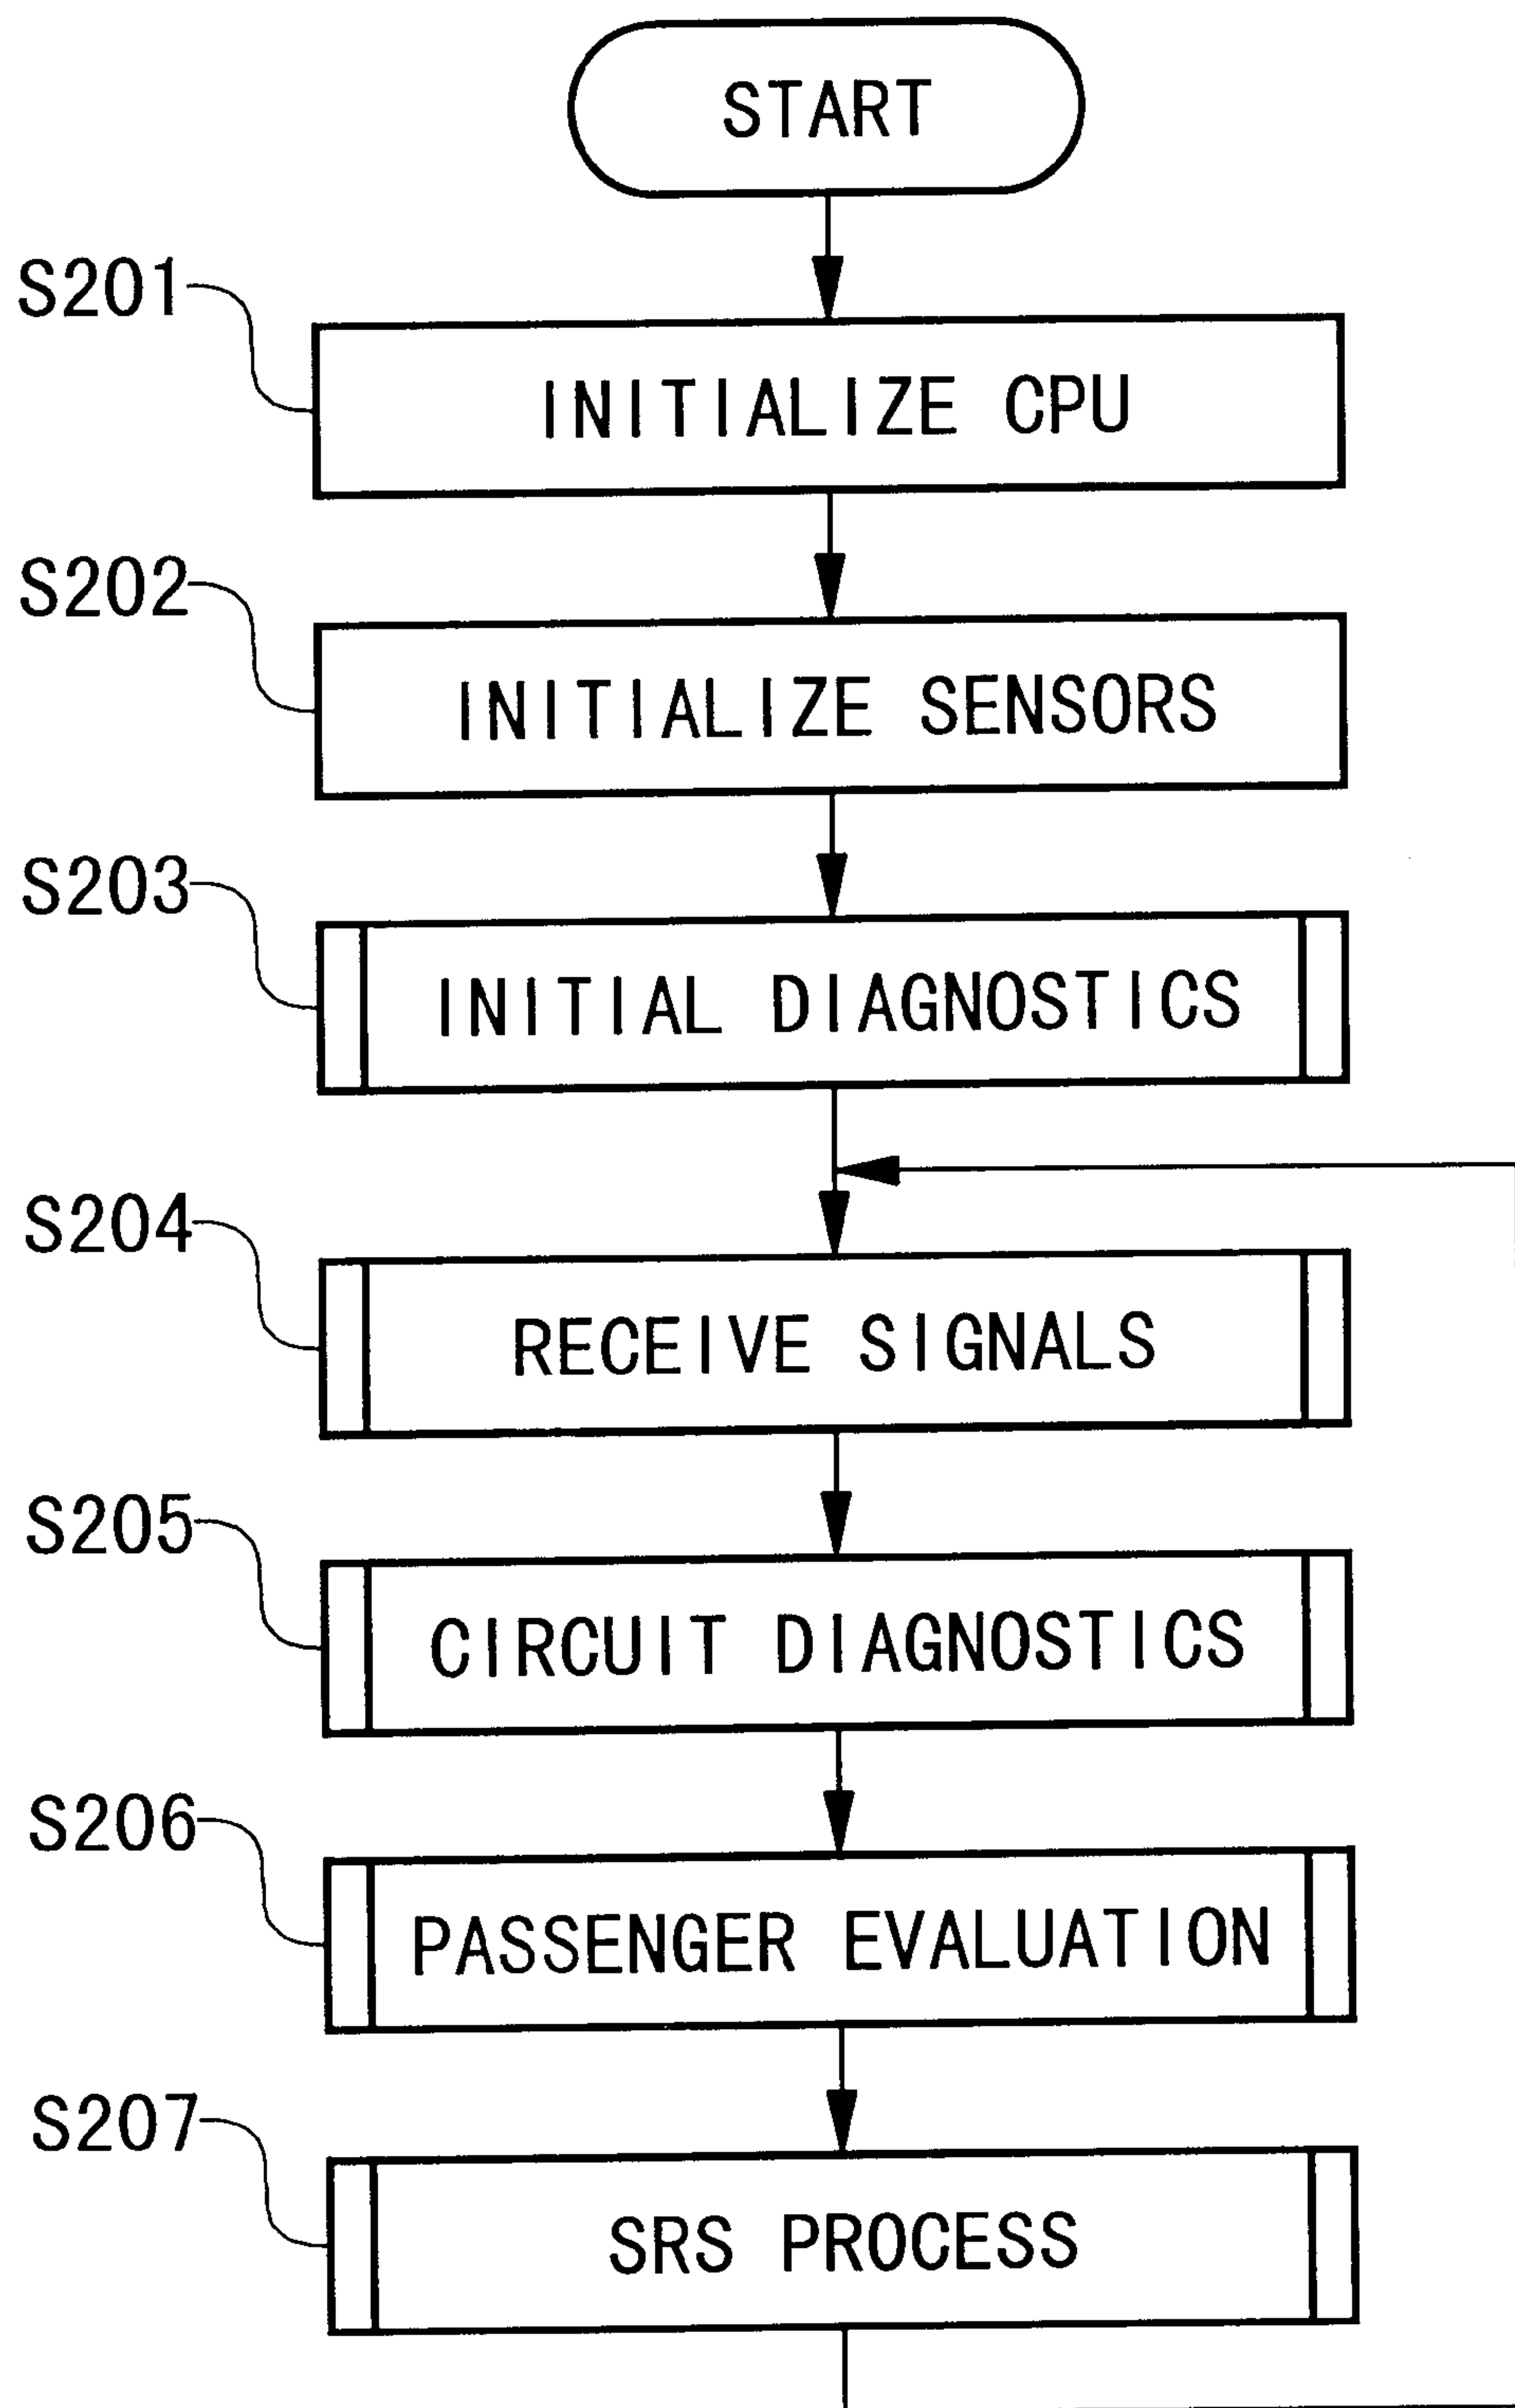 START
S201
INITIALIZE CPU
S202
INITIALIZE SENSORS
S203
INITIAL DIAGNOSTICS
S204
RECEIVE SIGNALS
S205
CIRCUIT DIAGNOSTICS
S206
PASSENGER EVALUATION
S207
SRS PROCESS